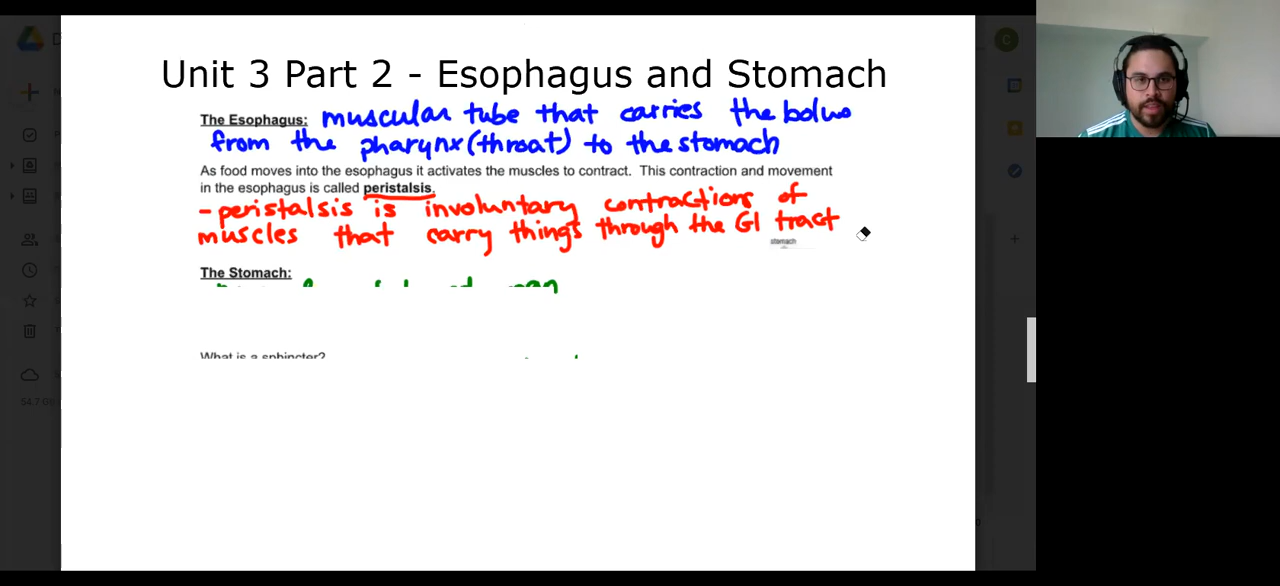 Unit 3 Part 2 - Esophagus and Stomach
The Esophagus: muscular tube that carries the bolus
from the pharynx (throat) to the stomach
As food moves into the esophagus it activates the muscles to contract. This contraction and movement
in the esophagus is called peristalsis.
- peristalsis is involuntary contractions of
muscles that carry things through the GI tract
stomach
The Stomach:
What is a sphincter?
C